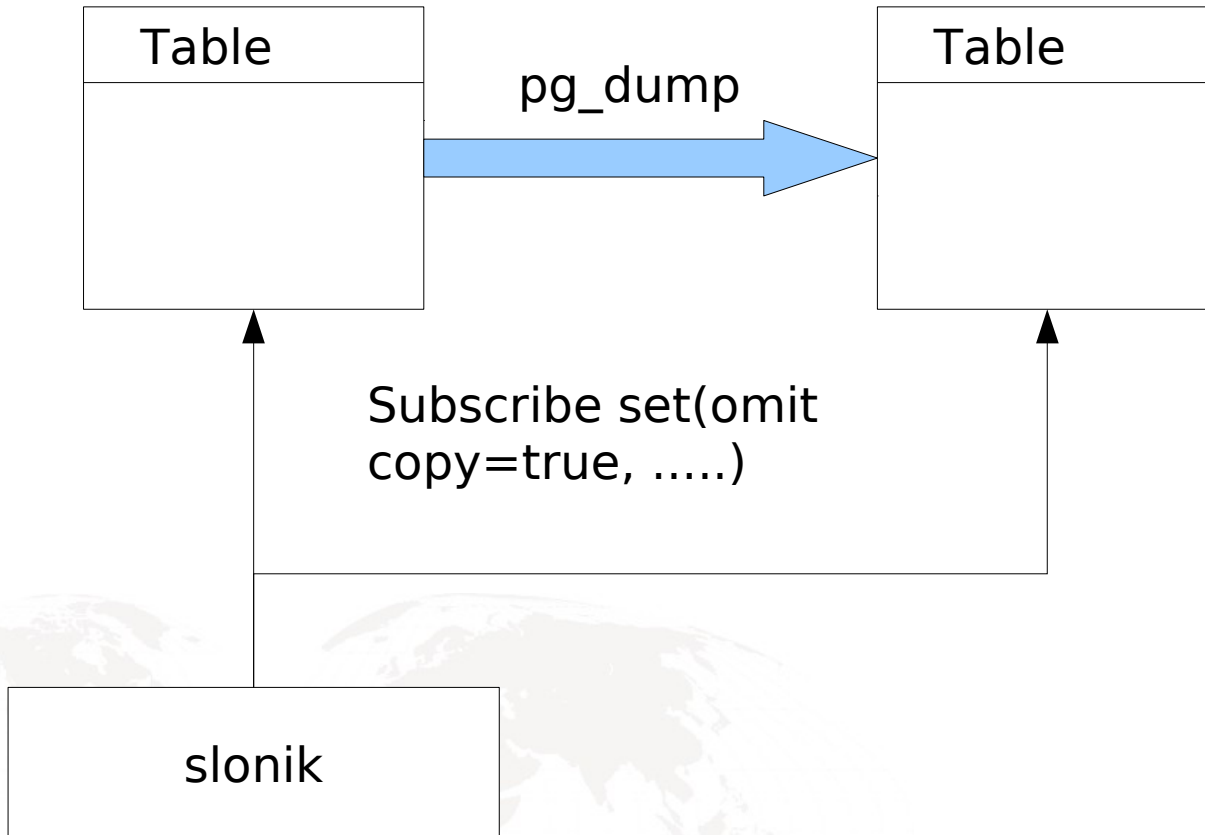 Table
Table
pg_dump
Subscribe set(omit
copy=true, .....)
slonik